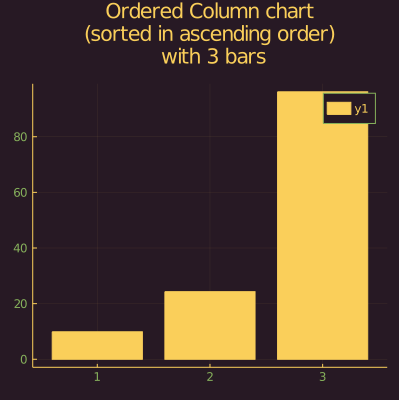 Ordered Column chart
(sorted in ascending order)
with 3 bars
y1
80
60
40
20
0
1 2 3